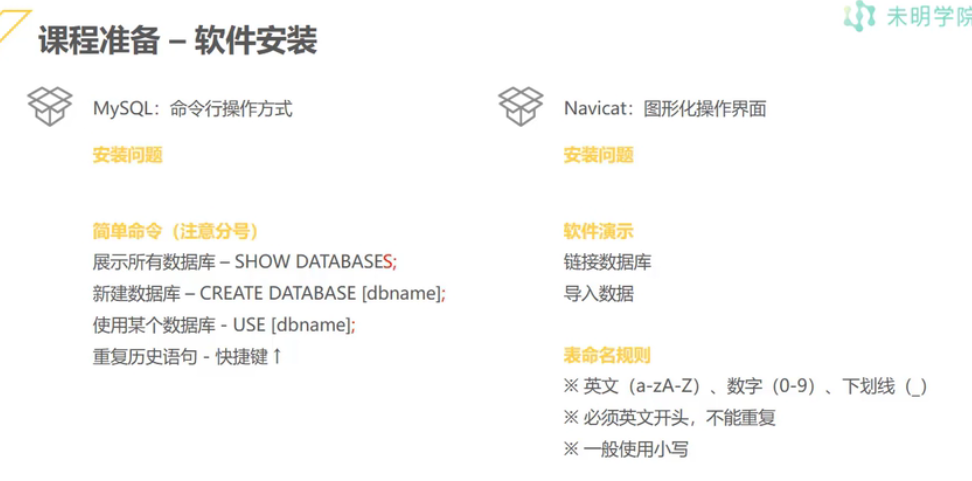 未明学院
课程准备 – 软件安装
MySQL：命令行操作方式
安装问题
简单命令（注意分号）
展示所有数据库 – SHOW DATABASES;
新建数据库 – CREATE DATABASE [dbname];
使用某个数据库 - USE [dbname];
重复历史语句 - 快捷键↑
Navicat：图形化操作界面
安装问题
软件演示
链接数据库
导入数据
表命名规则
※ 英文（a-zA-Z）、数字（0-9）、下划线（_）
※ 必须英文开头，不能重复
※ 一般使用小写